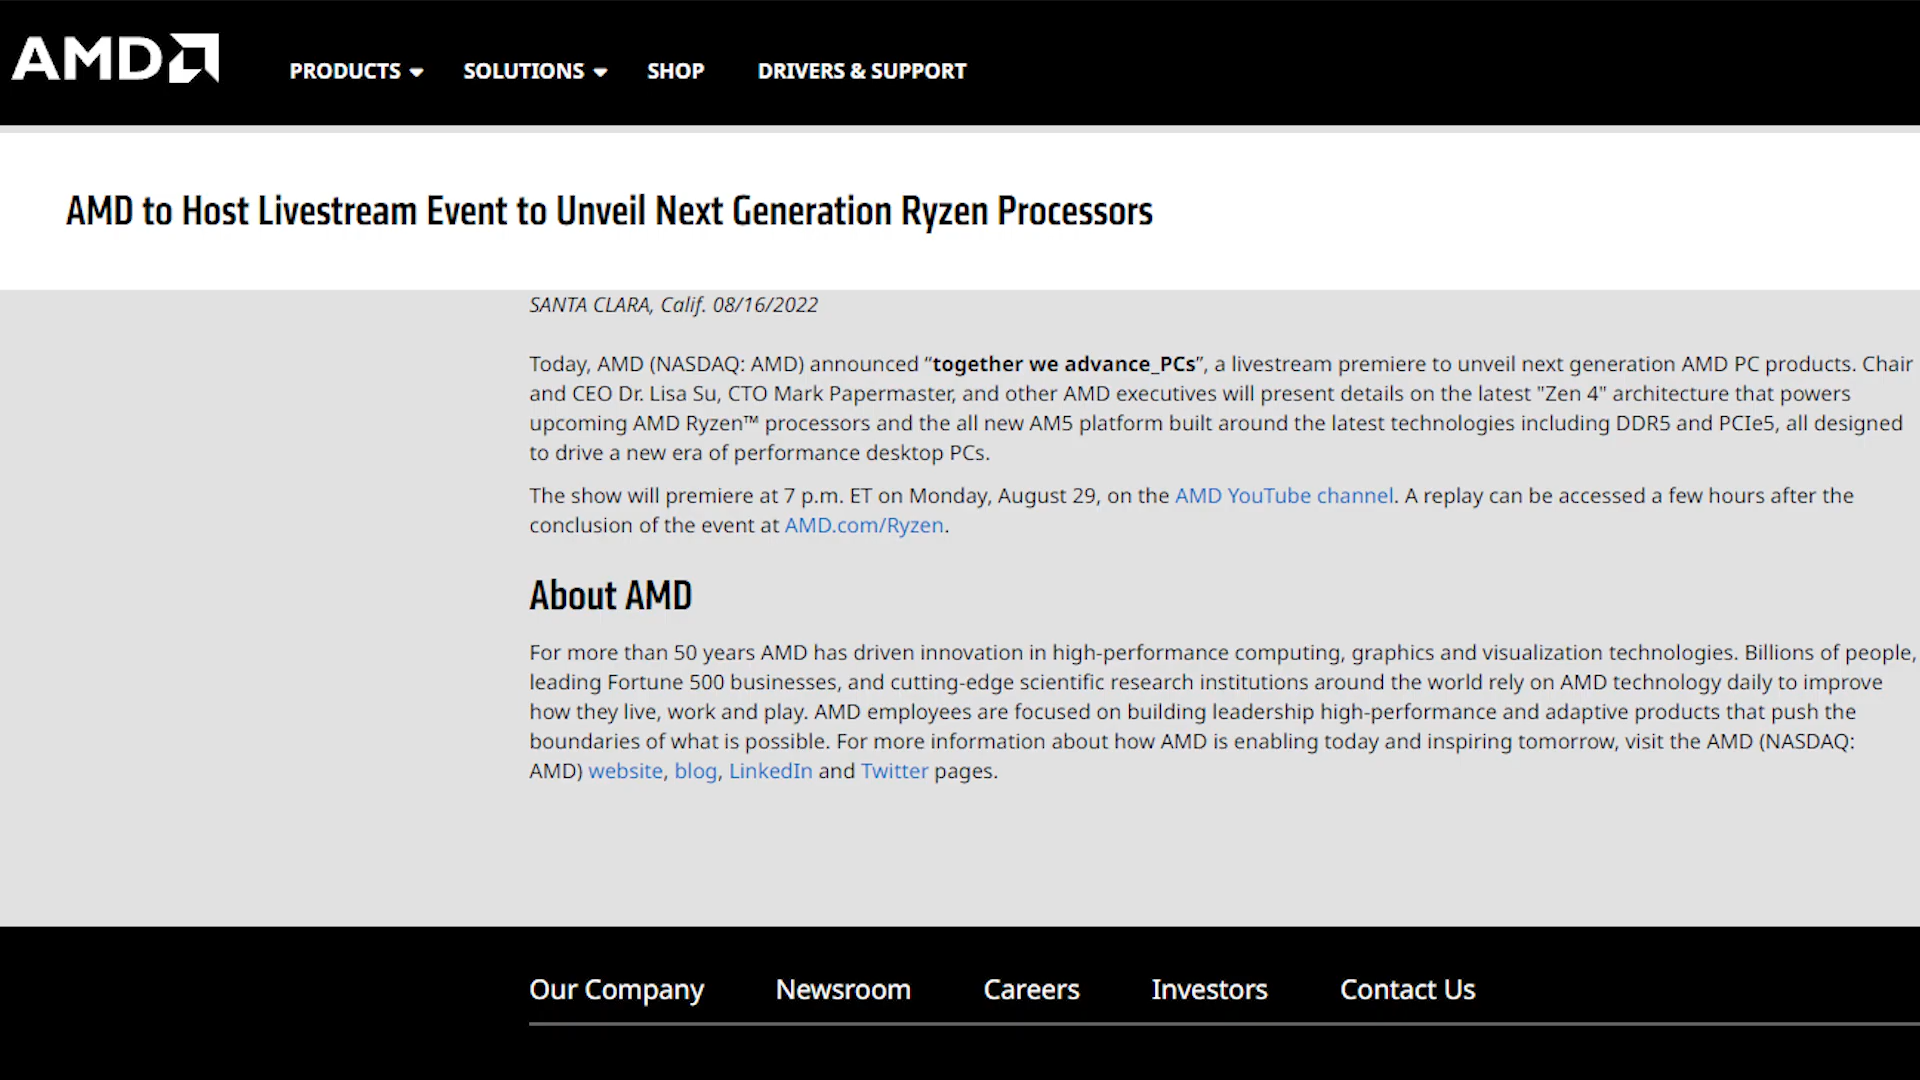 AMD
PRODUCTS SOLUTIONS SHOP DRIVERS & SUPPORT
AMD to Host Livestream Event to Unveil Next Generation Ryzen Processors
SANTA CLARA, Calif. 08/16/2022
Today, AMD (NASDAQ: AMD) announced “together we advance_PCs”, a livestream premiere to unveil next generation AMD PC products. Chair
and CEO Dr. Lisa Su, CTO Mark Papermaster, and other AMD executives will present details on the latest "Zen 4" architecture that powers
upcoming AMD Ryzen™ processors and the all new AM5 platform built around the latest technologies including DDR5 and PCIe5, all designed
to drive a new era of performance desktop PCs.
The show will premiere at 7 p.m. ET on Monday, August 29, on the AMD YouTube channel. A replay can be accessed a few hours after the
conclusion of the event at AMD.com/Ryzen.
About AMD
For more than 50 years AMD has driven innovation in high-performance computing, graphics and visualization technologies. Billions of people,
leading Fortune 500 businesses, and cutting-edge scientific research institutions around the world rely on AMD technology daily to improve
how they live, work and play. AMD employees are focused on building leadership high-performance and adaptive products that push the
boundaries of what is possible. For more information about how AMD is enabling today and inspiring tomorrow, visit the AMD (NASDAQ:
AMD) website, blog, LinkedIn and Twitter pages.
Our Company Newsroom Careers Investors Contact Us